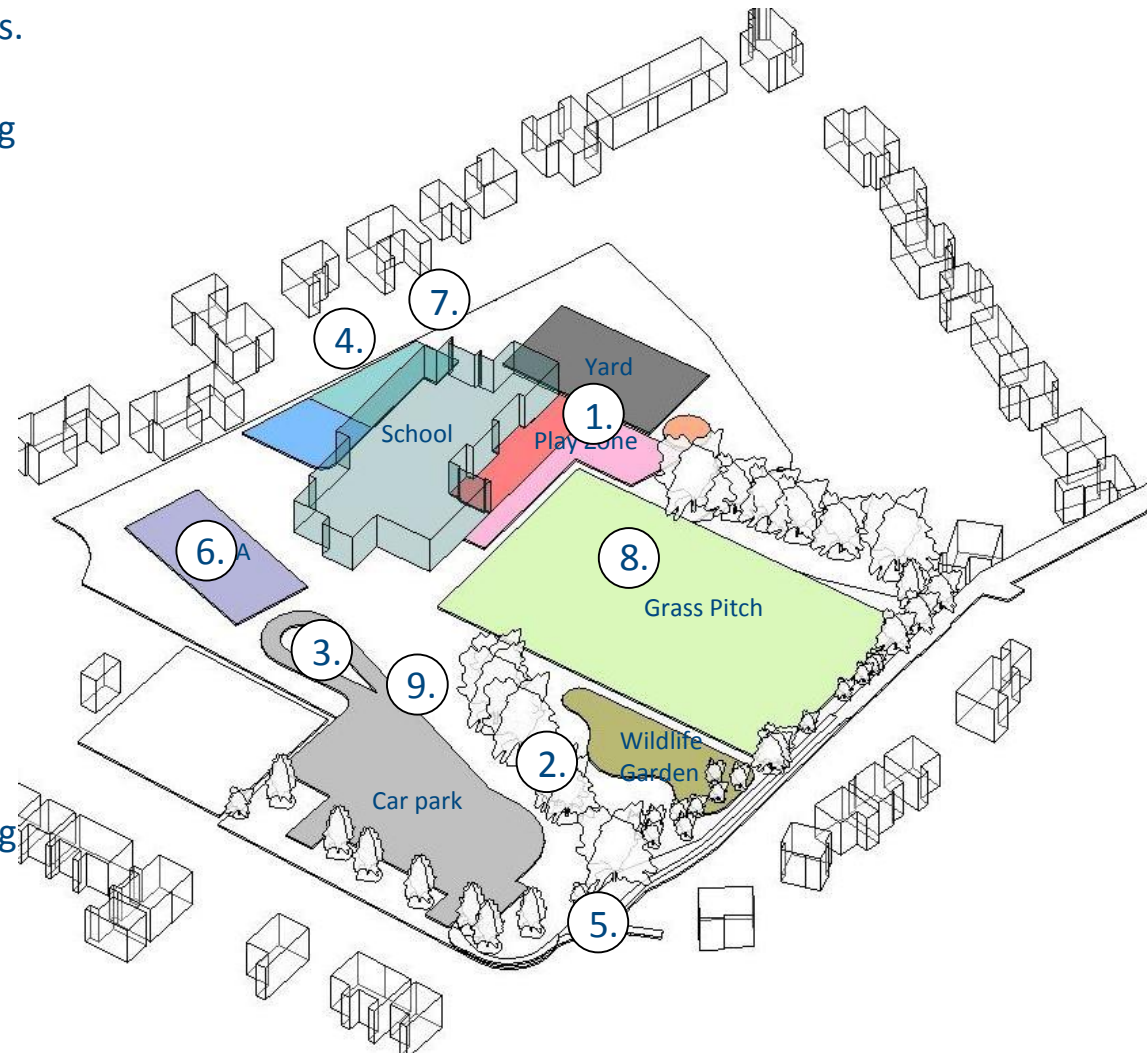 s.
g
7.
4.
Yard
1.
School
Play Zone
6.
A
8.
Grass Pitch
3.
9.
Wildlife
Garden
2.
Car park
g
5.